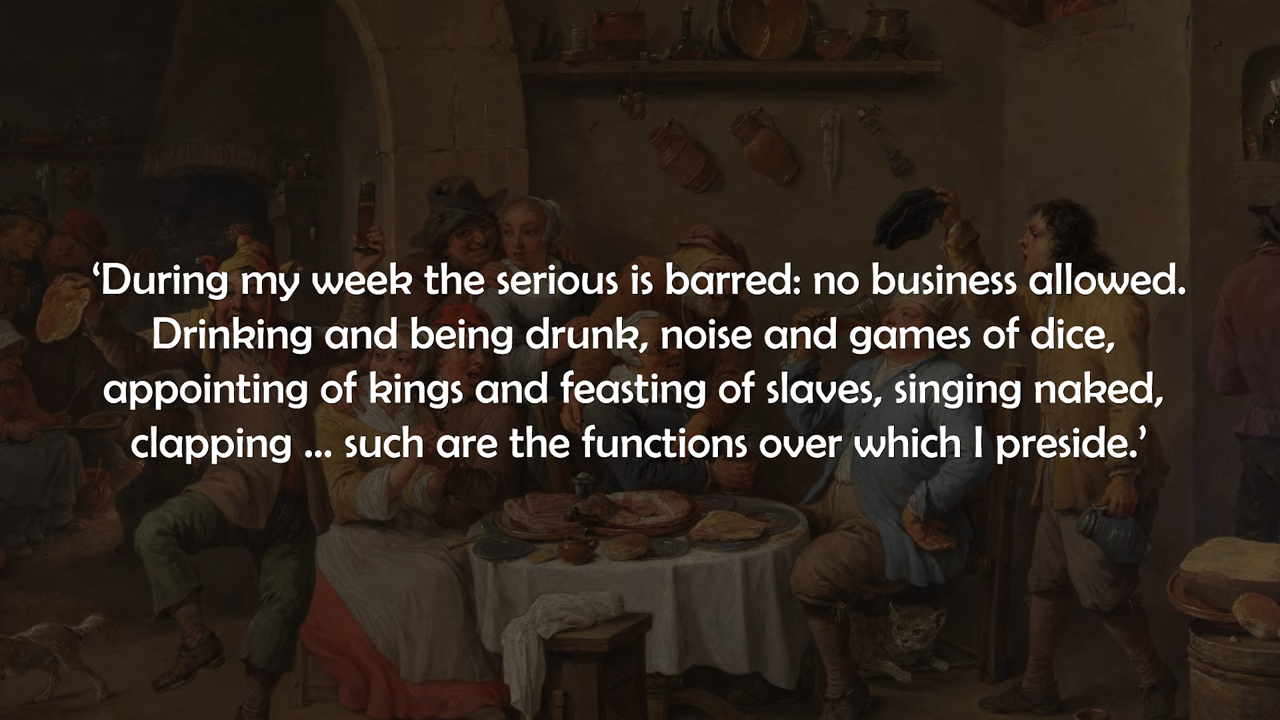 ‘During my week the serious is barred: no business allowed.
Drinking and being drunk, noise and games of dice,
appointing of kings and feasting of slaves, singing naked,
clapping ... such are the functions over which I preside.’